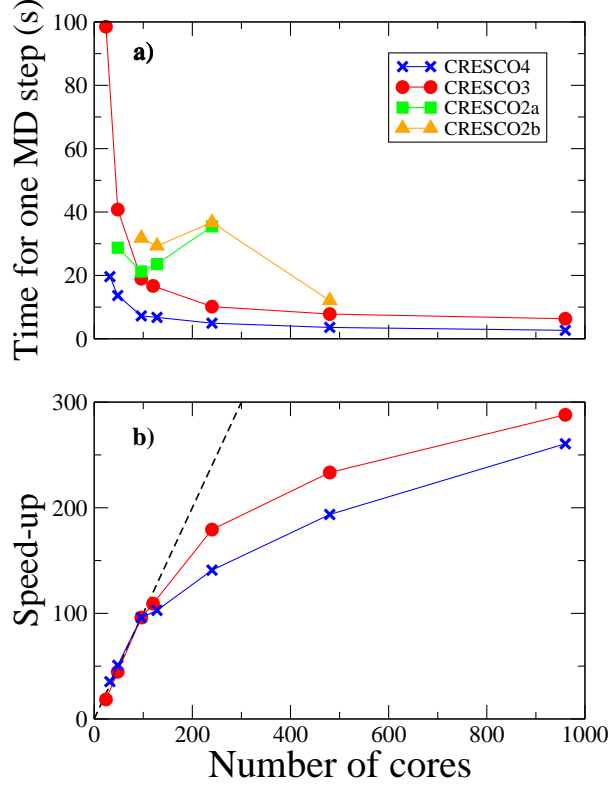 Time for one MD step (s)
100
80
60
40
20
0
a)
CRESCO4
CRESCO3
CRESCO2a
CRESCO2b
Speed-up
300
200
100
0
b)
0
200
400
600
800
1000
Number of cores